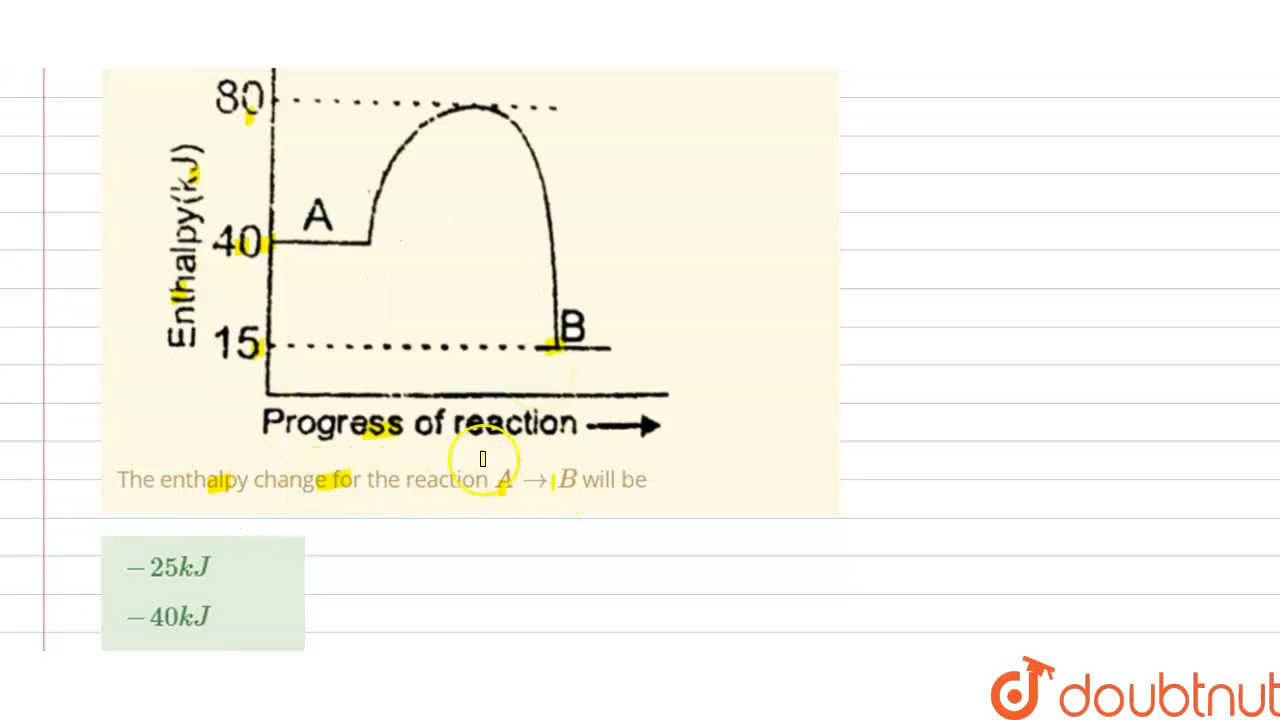 80
Enthalpy(kJ)
A
40
B
15
Progress of reaction
The enthalpy change for the reaction A → B will be
− 25kJ
− 40kJ
doubtnut